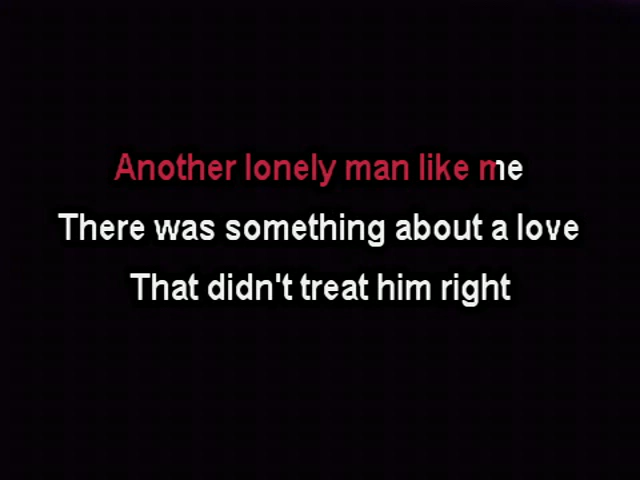 Another lonely man like me
There was something about a love
That didn't treat him right